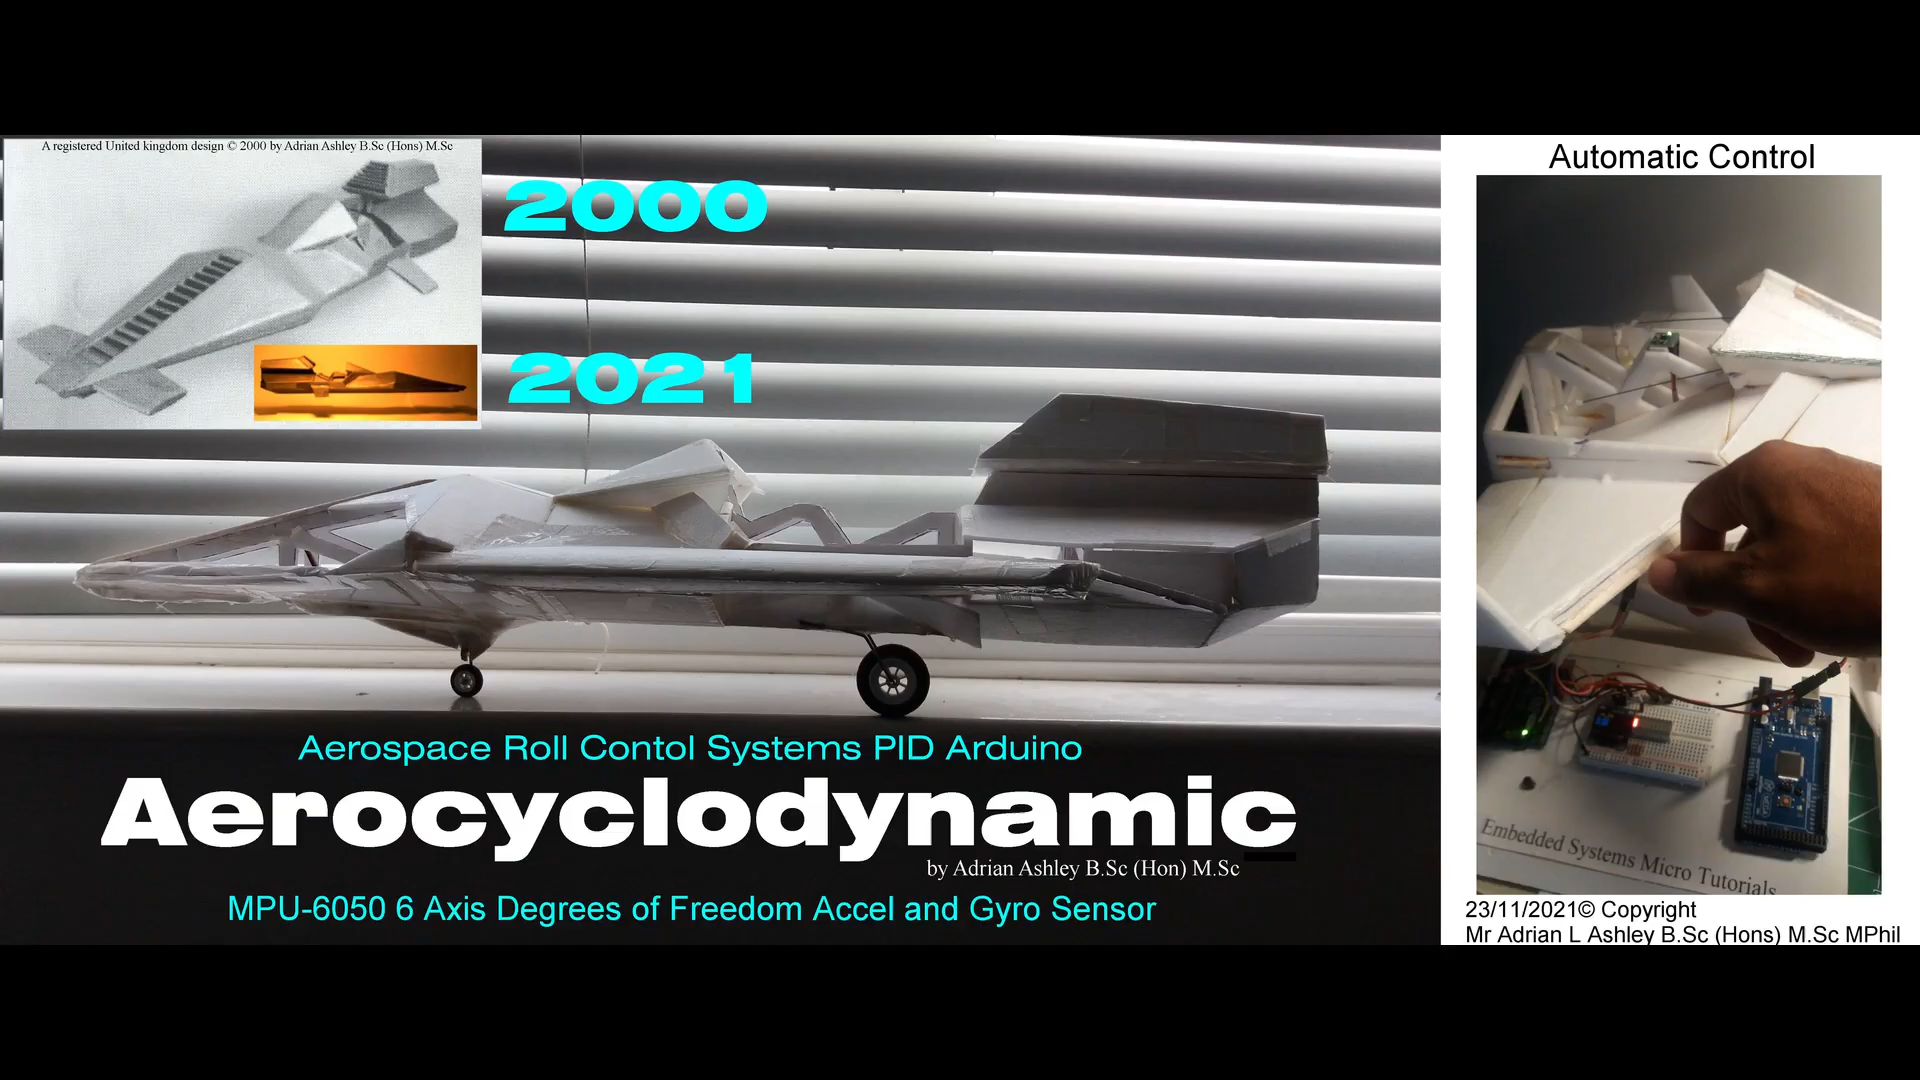 A registered United kingdom design © 2000 by Adrian Ashley B.Sc (Hons) M.Sc
2000
2021
Aerospace Roll Contol Systems PID Arduino
Aerocyclodynamic
by Adrian Ashley B.Sc (Hon) M.Sc
MPU-6050 6 Axis Degrees of Freedom Accel and Gyro Sensor
Automatic Control
Embedded Systems Micro Tutorials
23/11/2021© Copyright
Mr Adrian L Ashley B.Sc (Hons) M.Sc MPhil